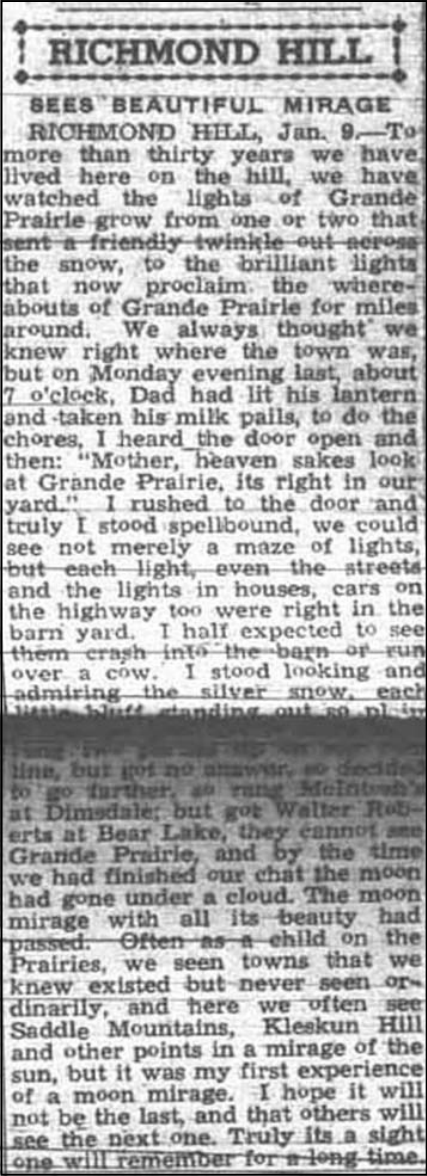 RICHMOND HILL
SEES BEAUTIFUL MIRAGE
RICHMOND HILL, Jan. 9.—To
more than thirty years we have
lived here on the hill, we have
watched the lights of Grande
Prairie grow from one or two that
sent a friendly twinkle out across
the snow, to the brilliant lights
that now proclaim the where-
abouts of Grande Prairie for miles
around. We always thought we
knew right where the town was,
but on Monday evening last, about
7 o'clock, Dad had lit his lantern
and taken his milk pails, to do the
chores, I heard the door open and
then: "Mother, heaven sakes look
at Grande Prairie, its right in our
yard." I rushed to the door and
truly I stood spellbound, we could
see not merely a maze of lights,
but each light, even the streets
and the lights in houses, cars on
the highway too were right in the
barn yard. I half expected to see
them crash into the barn or run
over a cow. I stood looking and
admiring the silver snow, each
little bluff standing out so
line, but got no answer, so decided
to go farther, so rang McIntosh's
at Dimsdale; but got Walter Rob-
erts at Bear Lake, they cannot see
Grande Prairie, and by the time
we had finished our chat the moon
had gone under a cloud. The moon
mirage with all its beauty had
passed. Often as a child on the
Prairies, we seen towns that we
knew existed but never seen or-
dinarily, and here we often see
Saddle Mountains, Kleskun Hill
and other points in a mirage of the
sun, but it was my first experience
of a moon mirage. I hope it will
not be the last, and that others will
see the next one. Truly its a sight
one will remember for a long time.